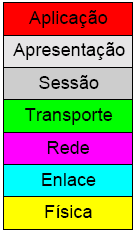 Aplicação
Apresentação
Sessão
Transporte
Rede
Enlace
Física